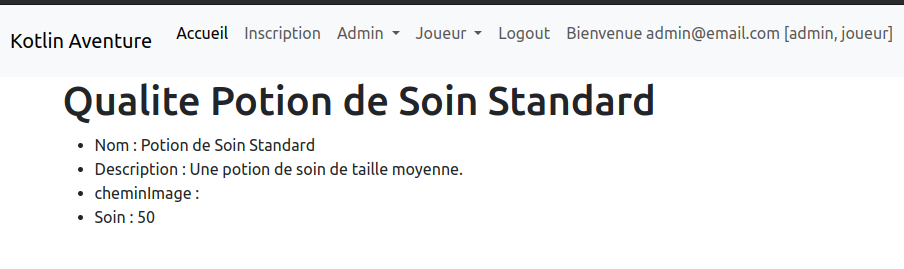 Kotlin Aventure Accueil Inscription Admin Joueur Logout Bienvenue admin@email.com [admin, joueur]
Qualite Potion de Soin Standard
• Nom : Potion de Soin Standard
• Description : Une potion de soin de taille moyenne.
• cheminImage :
• Soin : 50